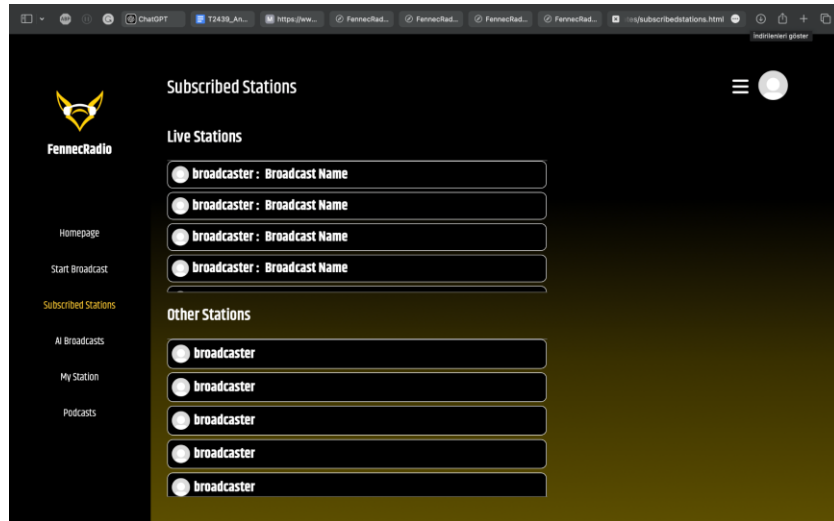 ChatGPT
T2439_An...
https://ww...
FennecRad...
FennecRad...
FennecRad...
FennecRad...
/subscribedstations.html
İndirilenleri göster
FennecRadio
Homepage
Start Broadcast
Subscribed Stations
AI Broadcasts
My Station
Podcasts
Subscribed Stations
Live Stations
broadcaster : Broadcast Name
broadcaster : Broadcast Name
broadcaster : Broadcast Name
broadcaster : Broadcast Name
Other Stations
broadcaster
broadcaster
broadcaster
broadcaster
broadcaster